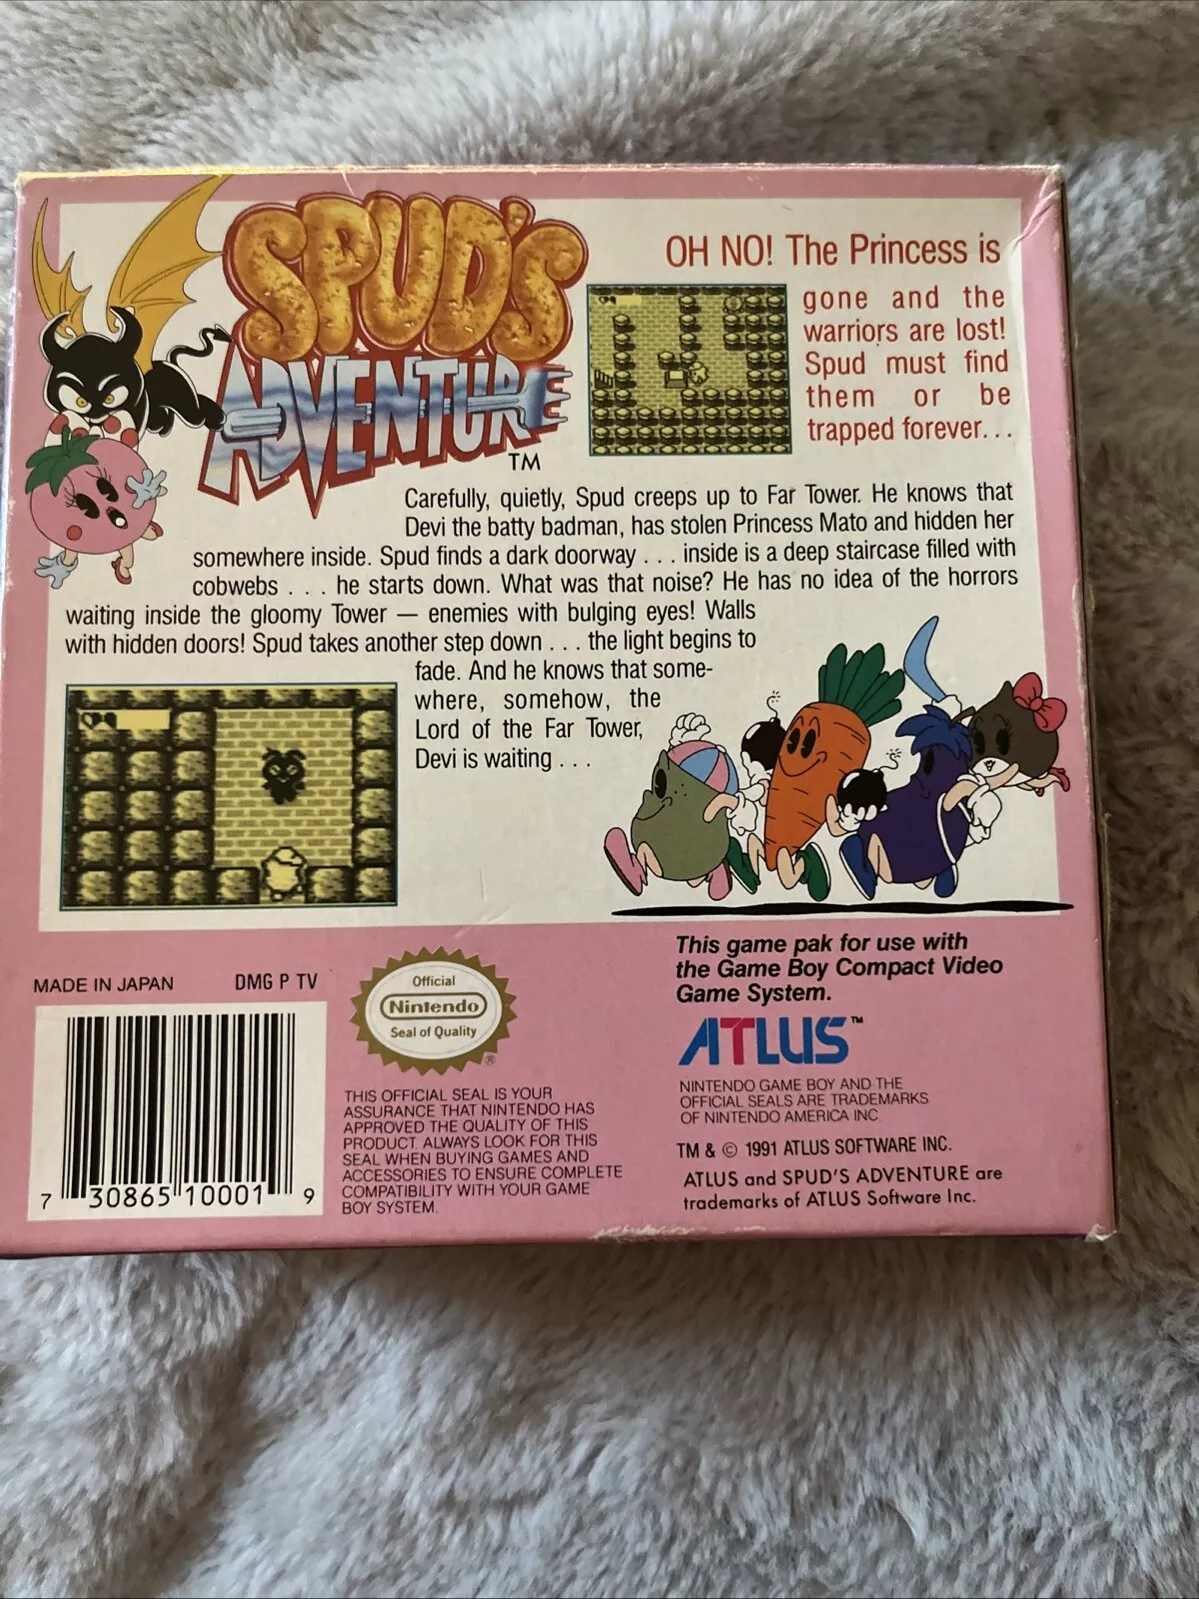 SPUD'S
ADVENTURE
TM
OH NO! The Princess is
gone and the
warriors are lost!
Spud must find
them or be
trapped forever...
Carefully, quietly, Spud creeps up to Far Tower. He knows that
Devi the batty badman, has stolen Princess Mato and hidden her
somewhere inside. Spud finds a dark doorway . . . inside is a deep staircase filled with
cobwebs . . . he starts down. What was that noise? He has no idea of the horrors
waiting inside the gloomy Tower — enemies with bulging eyes! Walls
with hidden doors! Spud takes another step down . . . the light begins to
fade. And he knows that some-
where, somehow, the
Lord of the Far Tower,
Devi is waiting . . .
MADE IN JAPAN DMG P TV
7 30865 10001 9
Official
Nintendo
Seal of Quality
®
THIS OFFICIAL SEAL IS YOUR
ASSURANCE THAT NINTENDO HAS
APPROVED THE QUALITY OF THIS
PRODUCT. ALWAYS LOOK FOR THIS
SEAL WHEN BUYING GAMES AND
ACCESSORIES TO ENSURE COMPLETE
COMPATIBILITY WITH YOUR GAME
BOY SYSTEM.
This game pak for use with
the Game Boy Compact Video
Game System.
ATLUS™
NINTENDO GAME BOY AND THE
OFFICIAL SEALS ARE TRADEMARKS
OF NINTENDO AMERICA INC
TM & © 1991 ATLUS SOFTWARE INC.
ATLUS and SPUD'S ADVENTURE are
trademarks of ATLUS Software Inc.